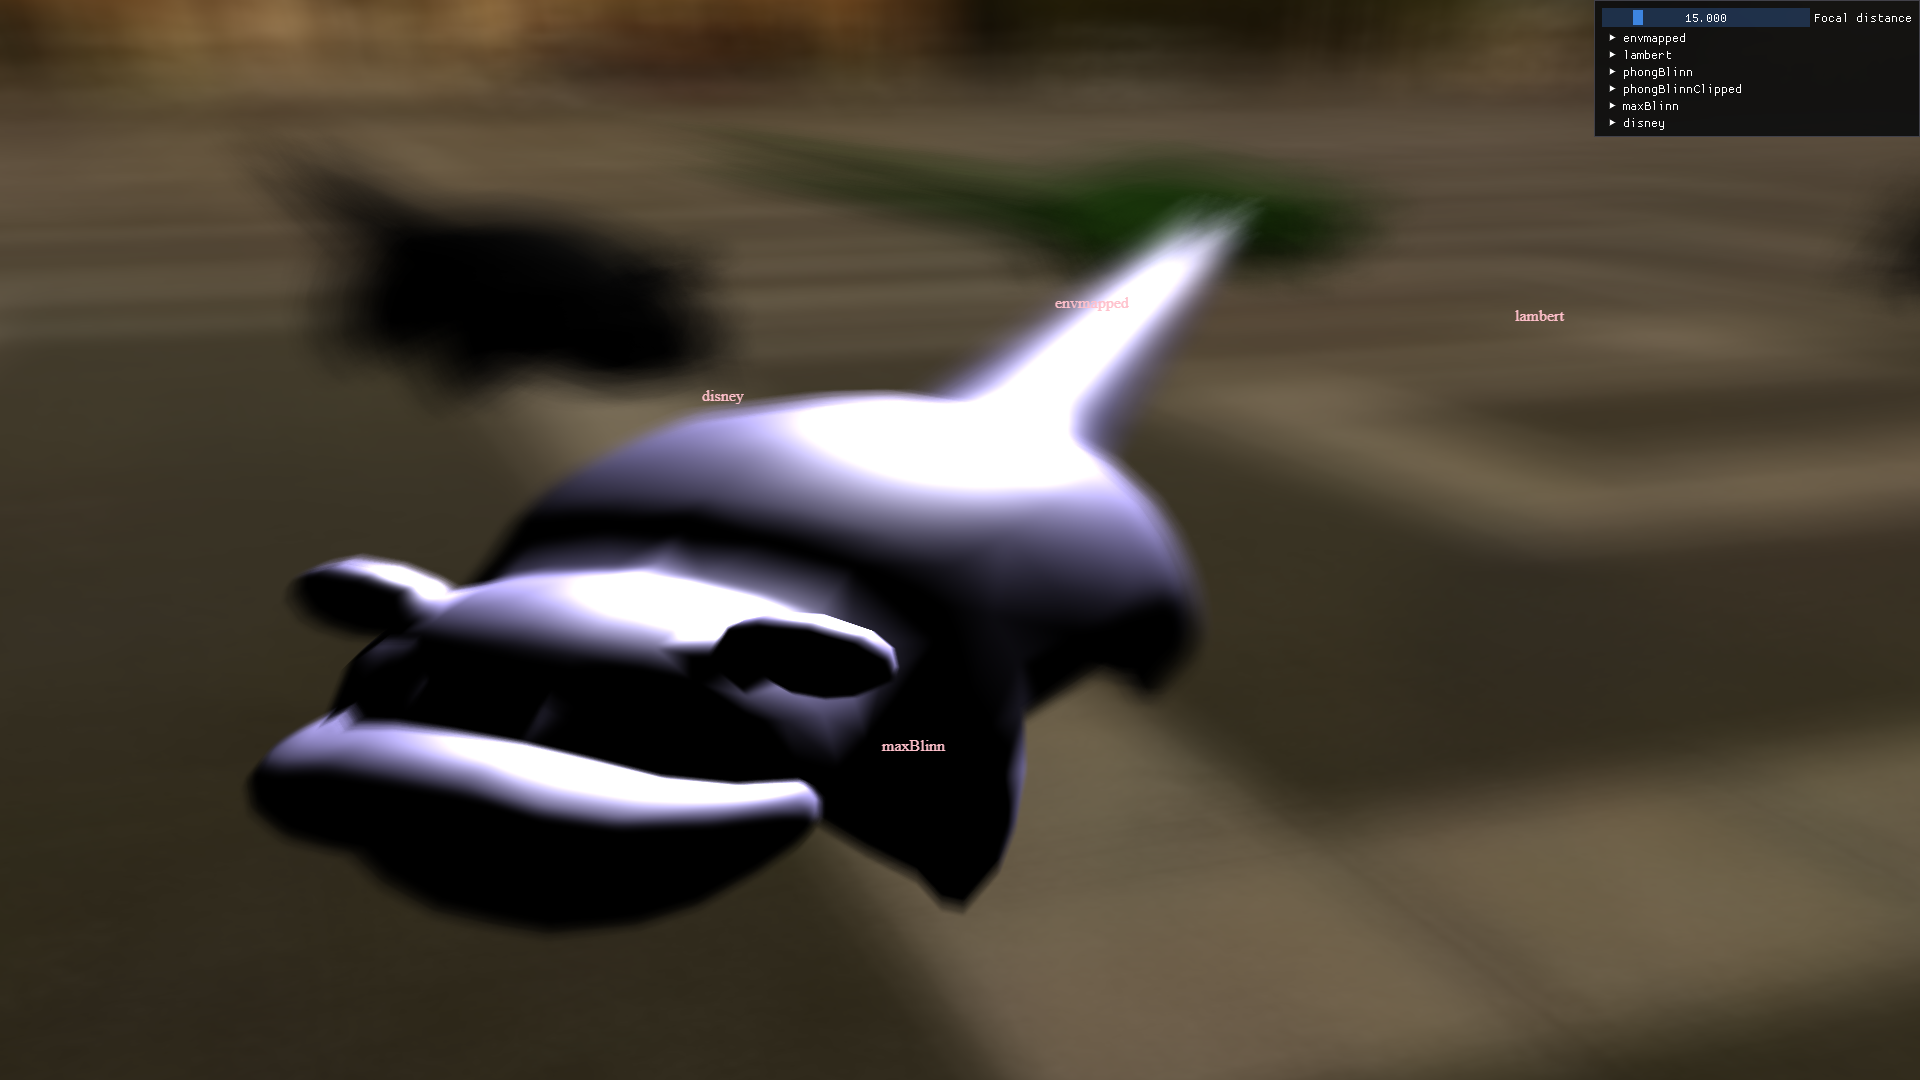 15.000 Focal distance
envmapped
lambert
phongBlinn
phongBlinnClipped
maxBlinn
disney
envmapped
lambert
disney
maxBlinn